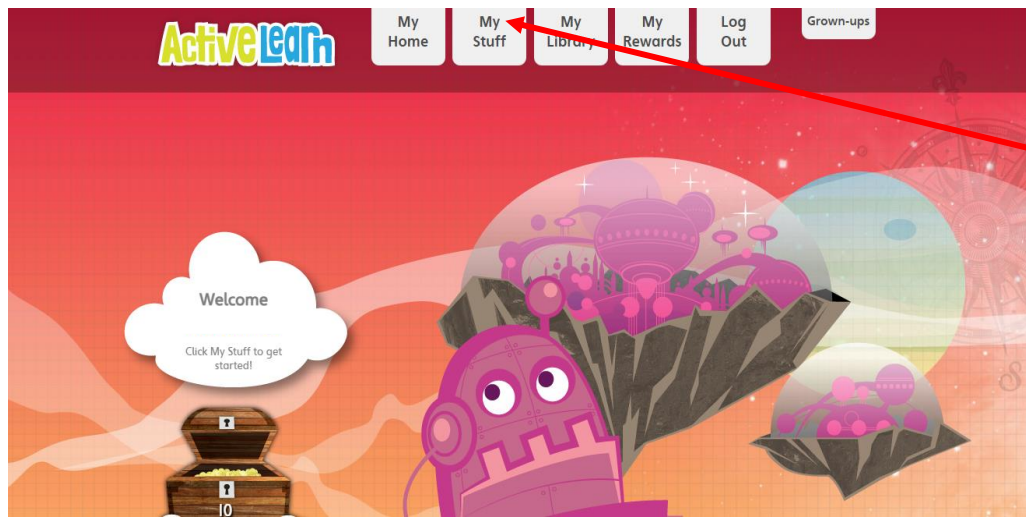 ActiveLearn
My Home
My Stuff
My Library
My Rewards
Log Out
Grown-ups
Welcome
Click My Stuff to get
started!
10
S